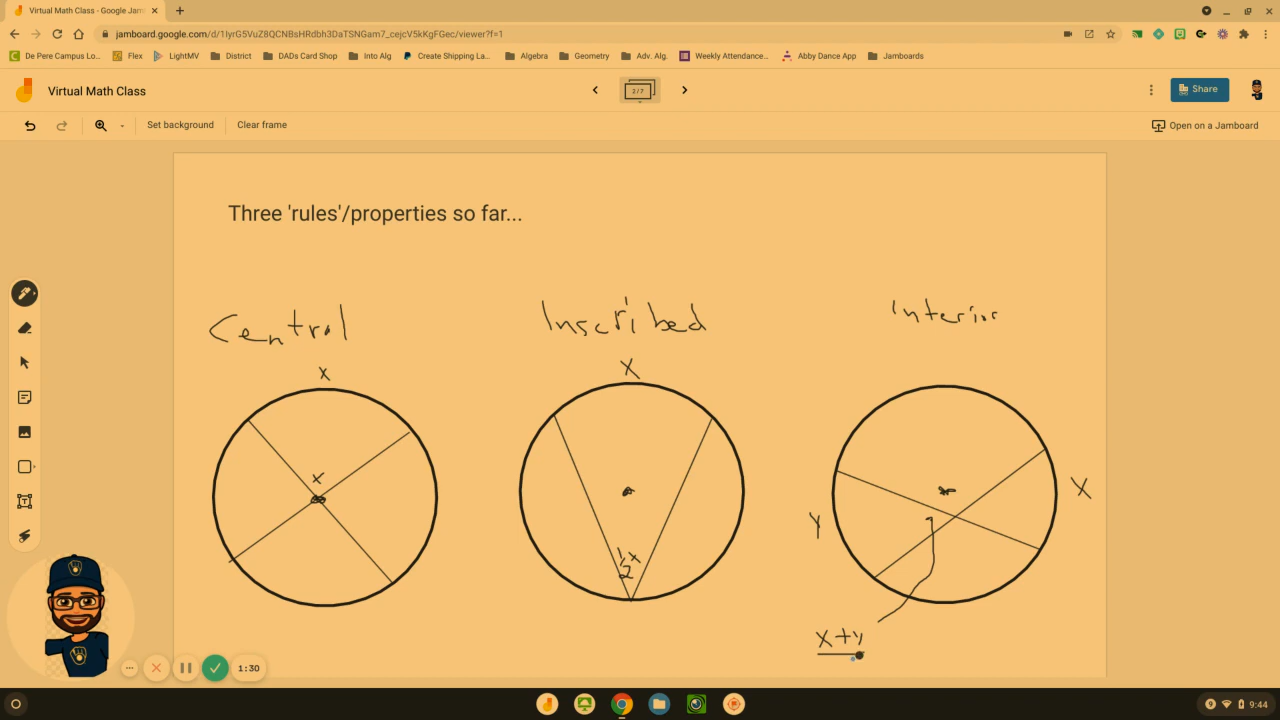 Virtual Math Class - Google Jam
jamboard.google.com/d/1IyrG5VuZ8QCNBsHRdbh3DaTSNGam7_cejcV5kKgFGec/viewer?f=1
De Pere Campus Lo... Flex LightMV District DADs Card Shop Into Alg Create Shipping La... Algebra Geometry Adv. Alg. Weekly Attendance... Abby Dance App Jamboards
Virtual Math Class
2 / 7
Share
Set background Clear frame
Open on a Jamboard
Three 'rules'/properties so far...
Central
Inscribed
Interior
x
x
x
1/2 x
X
Y
x+y
1:30
9:44